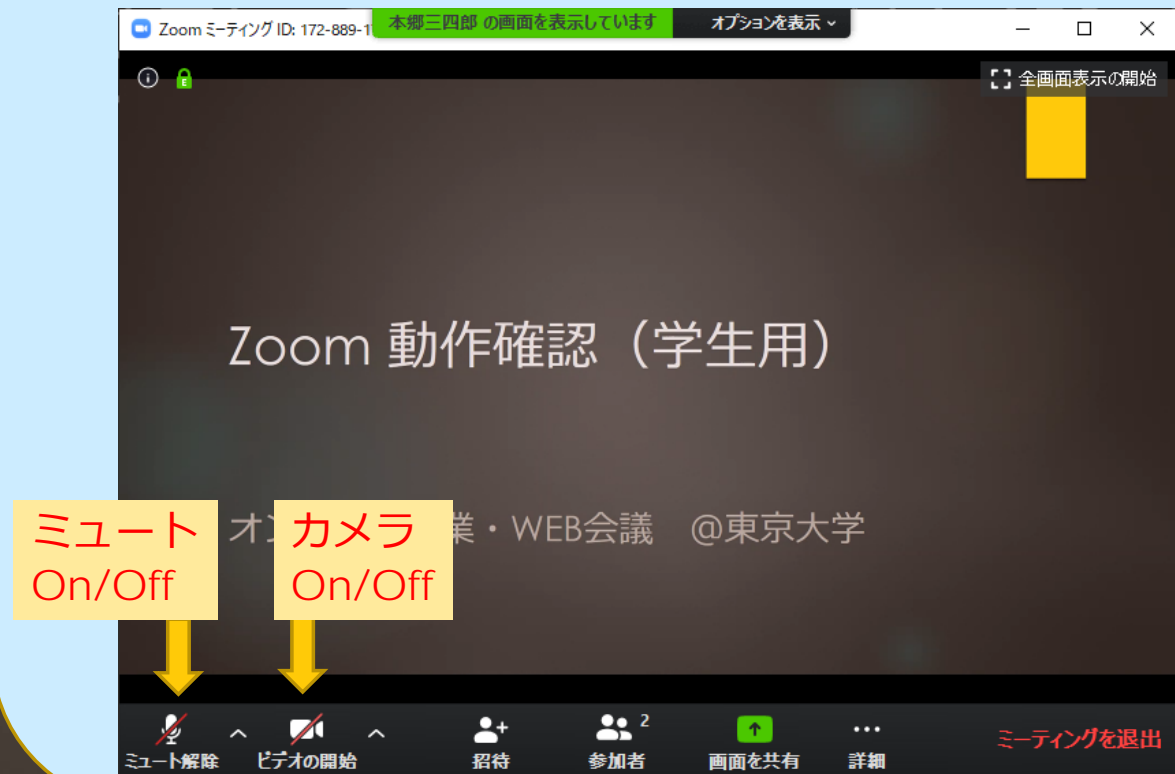 Zoom ミーティング ID: 172-889-1
本郷三四郎 の画面を表示しています
オプションを表示
全画面表示の開始
Zoom 動作確認（学生用）
業・WEB会議　@東京大学
ミュート
On/Off
カメラ
On/Off
2
ミュート解除
ビデオの開始
招待
参加者
画面を共有
詳細
ミーティングを退出